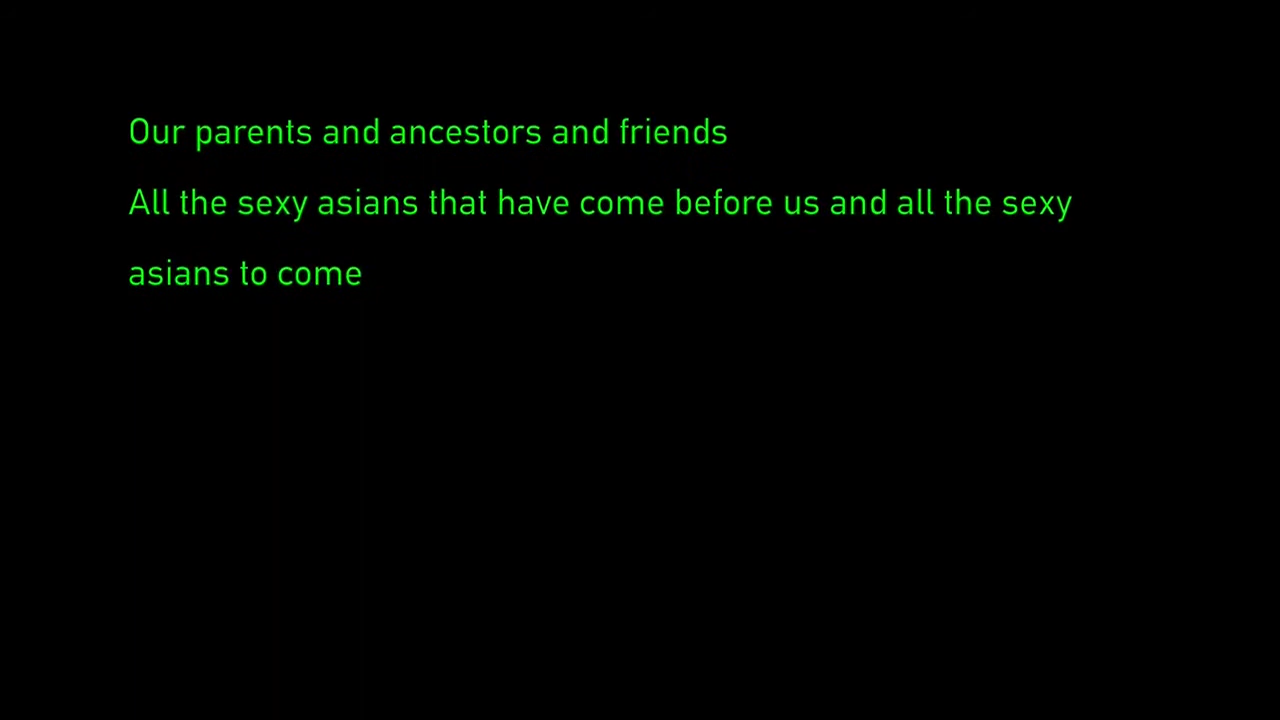 Our parents and ancestors and friends
All the sexy asians that have come before us and all the sexy
asians to come